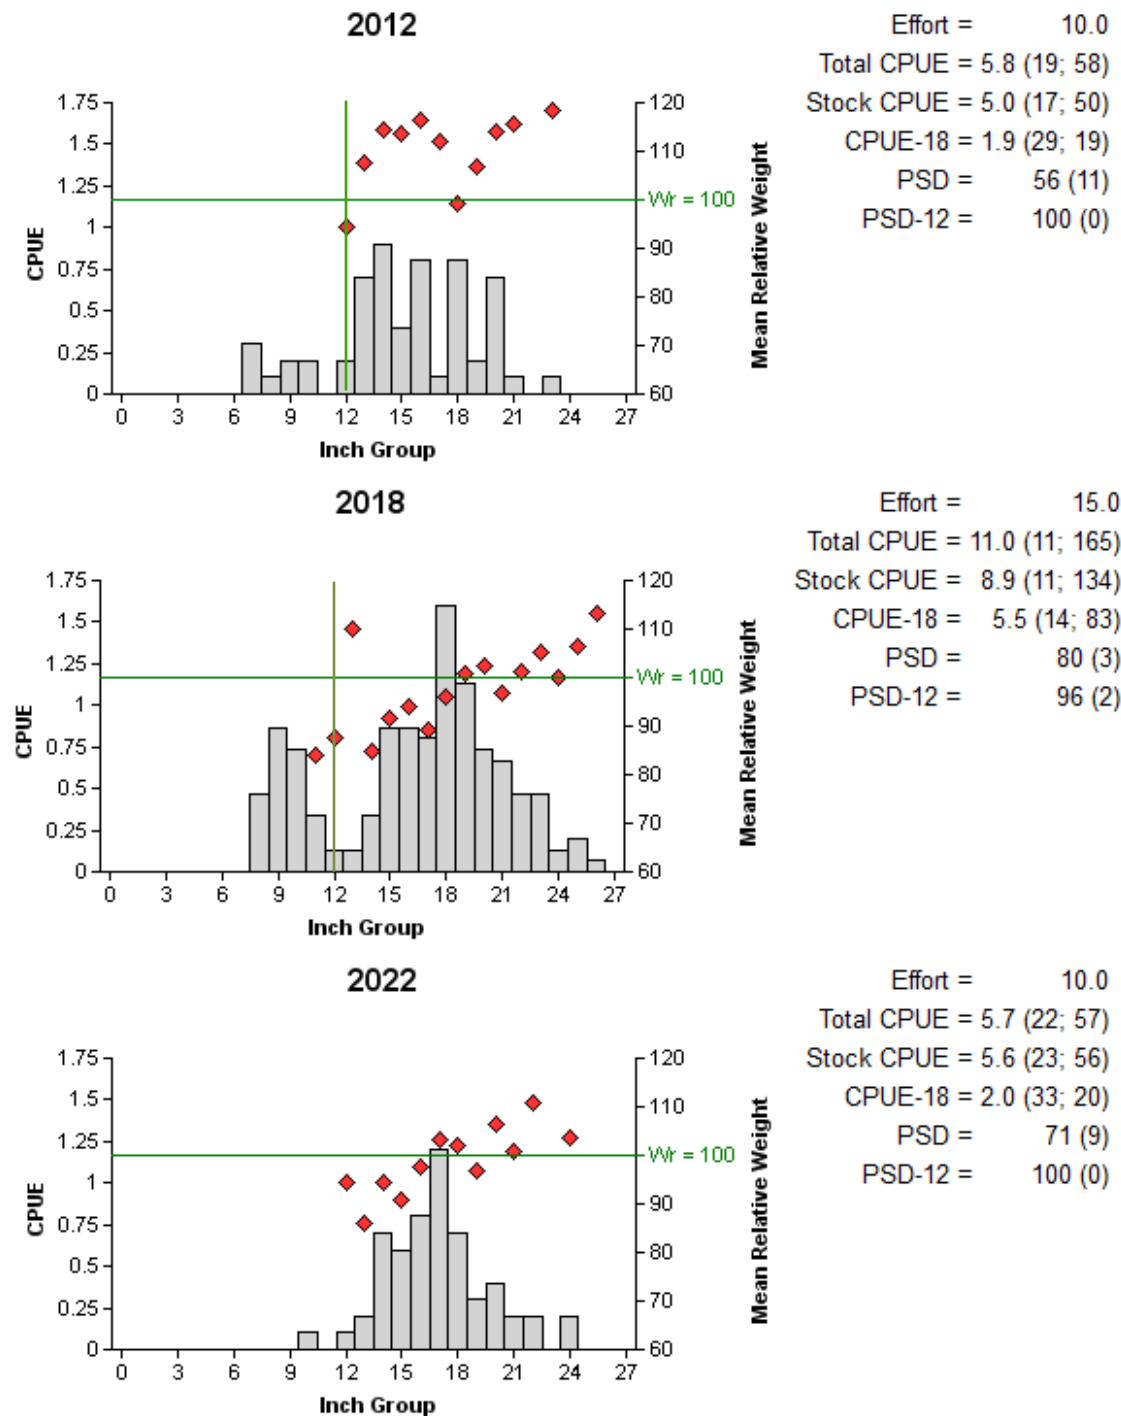 2012
Effort = 10.0
Total CPUE = 5.8 (19; 58)
Stock CPUE = 5.0 (17; 50)
CPUE-18 = 1.9 (29; 19)
PSD = 56 (11)
PSD-12 = 100 (0)
1.75
1.5
1.25
1
0.75
0.5
0.25
0
CPUE
120
110
Wr = 100
90
80
70
60
Mean Relative Weight
0 3 6 9 12 15 18 21 24 27
Inch Group
2018
Effort = 15.0
Total CPUE = 11.0 (11; 165)
Stock CPUE = 8.9 (11; 134)
CPUE-18 = 5.5 (14; 83)
PSD = 80 (3)
PSD-12 = 96 (2)
1.75
1.5
1.25
1
0.75
0.5
0.25
0
CPUE
120
110
Wr = 100
90
80
70
60
Mean Relative Weight
0 3 6 9 12 15 18 21 24 27
Inch Group
2022
Effort = 10.0
Total CPUE = 5.7 (22; 57)
Stock CPUE = 5.6 (23; 56)
CPUE-18 = 2.0 (33; 20)
PSD = 71 (9)
PSD-12 = 100 (0)
1.75
1.5
1.25
1
0.75
0.5
0.25
0
CPUE
120
110
Wr = 100
90
80
70
60
Mean Relative Weight
0 3 6 9 12 15 18 21 24 27
Inch Group